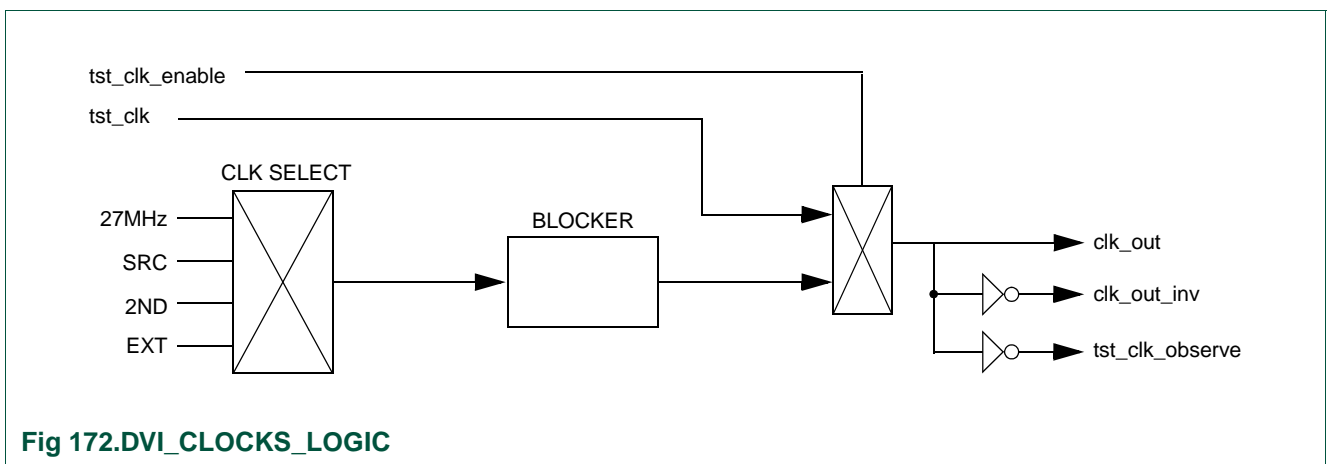 tst_clk_enable
tst_clk
CLK SELECT
27MHz
SRC
2ND
EXT
BLOCKER
clk_out
clk_out_inv
tst_clk_observe
Fig 172.DVI_CLOCKS_LOGIC